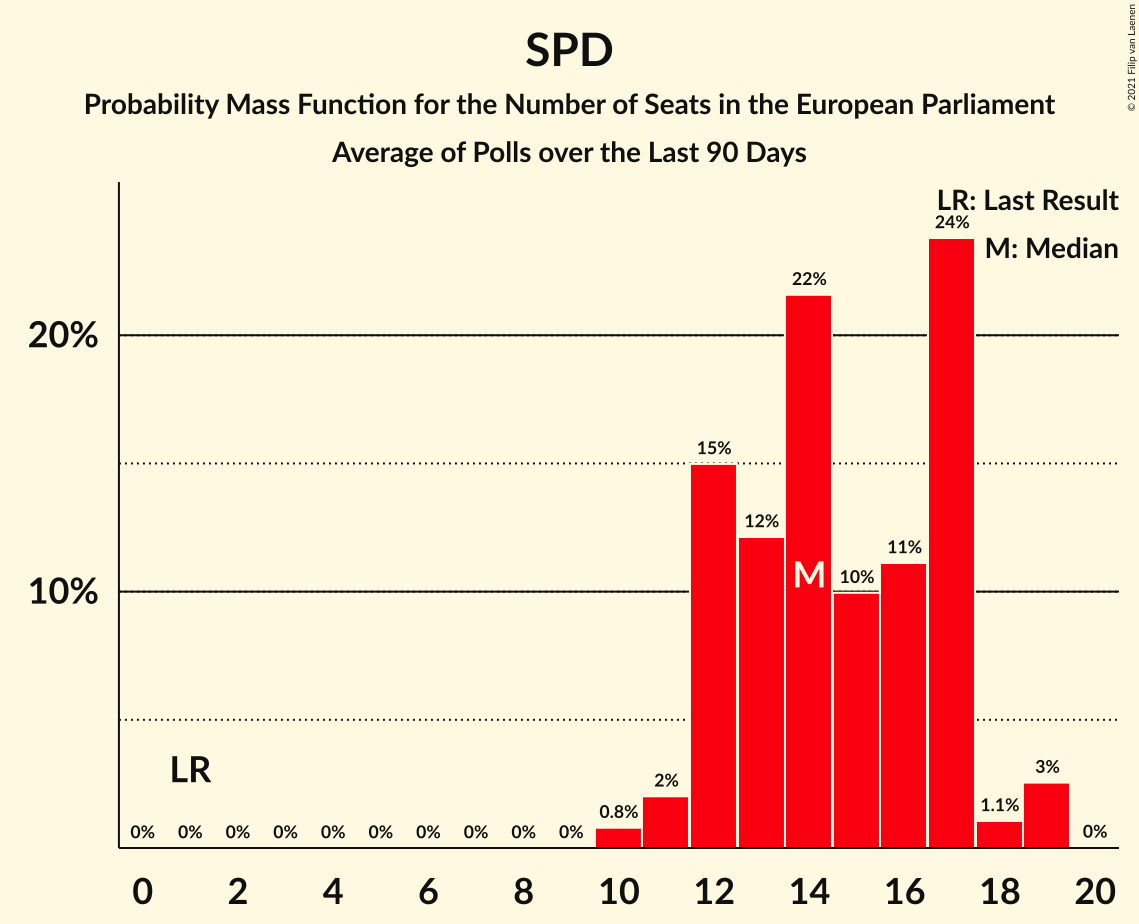 SPD
Probability Mass Function for the Number of Seats in the European Parliament
Average of Polls over the Last 90 Days
© 2021 Filip van Laenen
LR: Last Result
M: Median
20%
10%
LR
M
0% 0% 0% 0% 0% 0% 0% 0% 0% 0% 0.8% 2% 15% 12% 22% 10% 11% 24% 1.1% 3% 0%
0 2 4 6 8 10 12 14 16 18 20